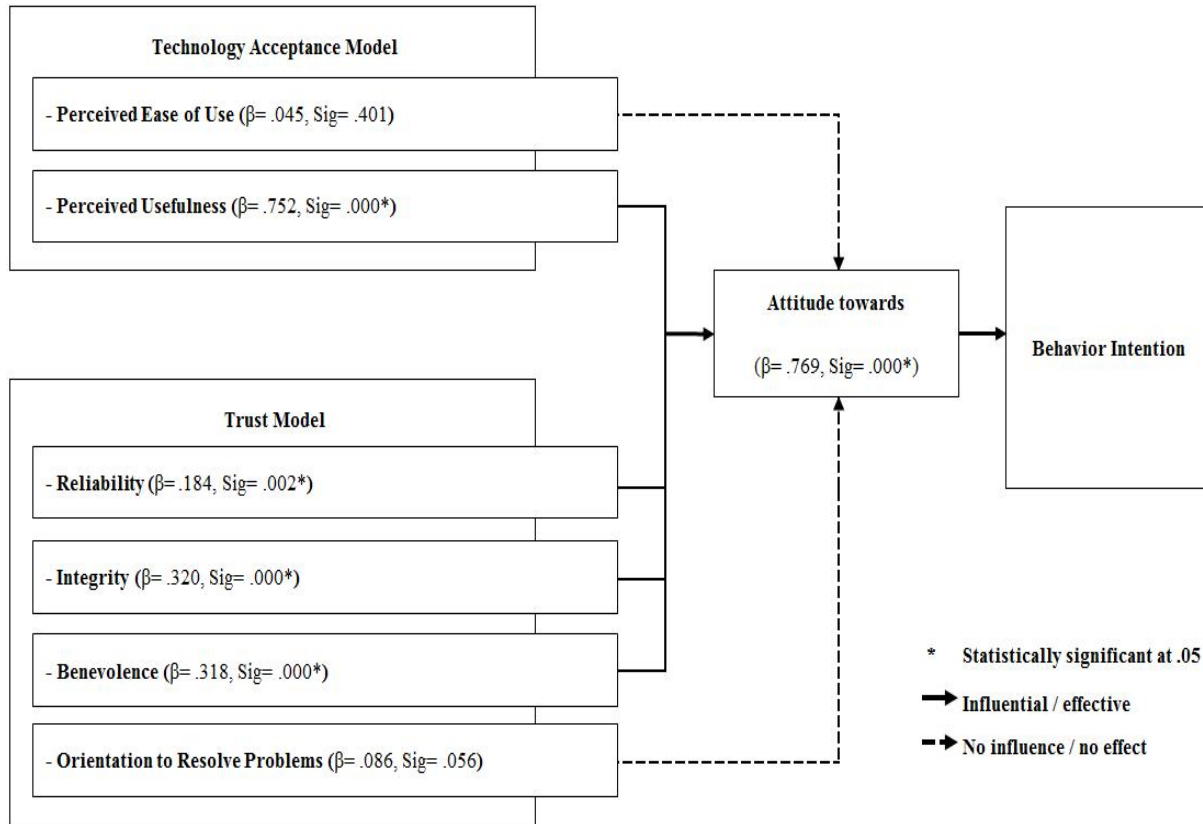 Technology Acceptance Model
- Perceived Ease of Use (β= .045, Sig= .401)
- Perceived Usefulness (β= .752, Sig= .000*)
Attitude towards
(β= .769, Sig= .000*)
Behavior Intention
Trust Model
- Reliability (β= .184, Sig= .002*)
- Integrity (β= .320, Sig= .000*)
- Benevolence (β= .318, Sig= .000*)
- Orientation to Resolve Problems (β= .086, Sig= .056)
* Statistically significant at .05
Influential / effective
No influence / no effect